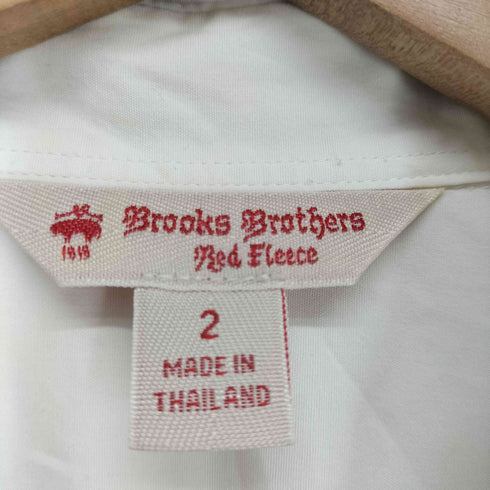 Brooks Brothers
1818
Red Fleece
2
MADE IN
THAILAND